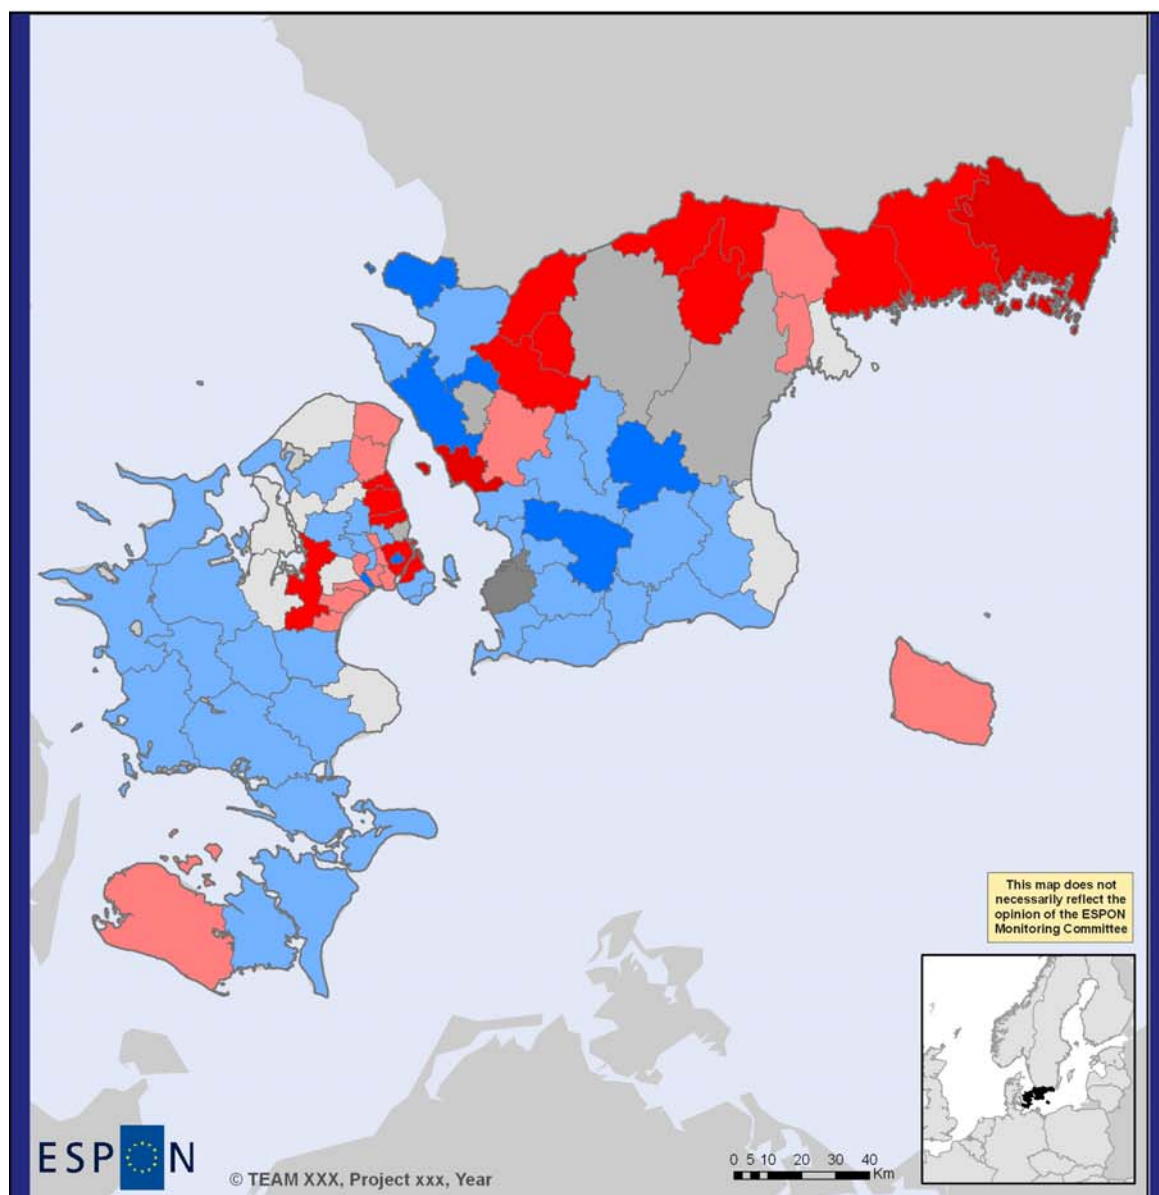 This map does not
necessarily reflect the
opinion of the ESPON
Monitoring Committee
ESPON
© TEAM XXX, Project xxx, Year
0 5 10 20 30 40
Km